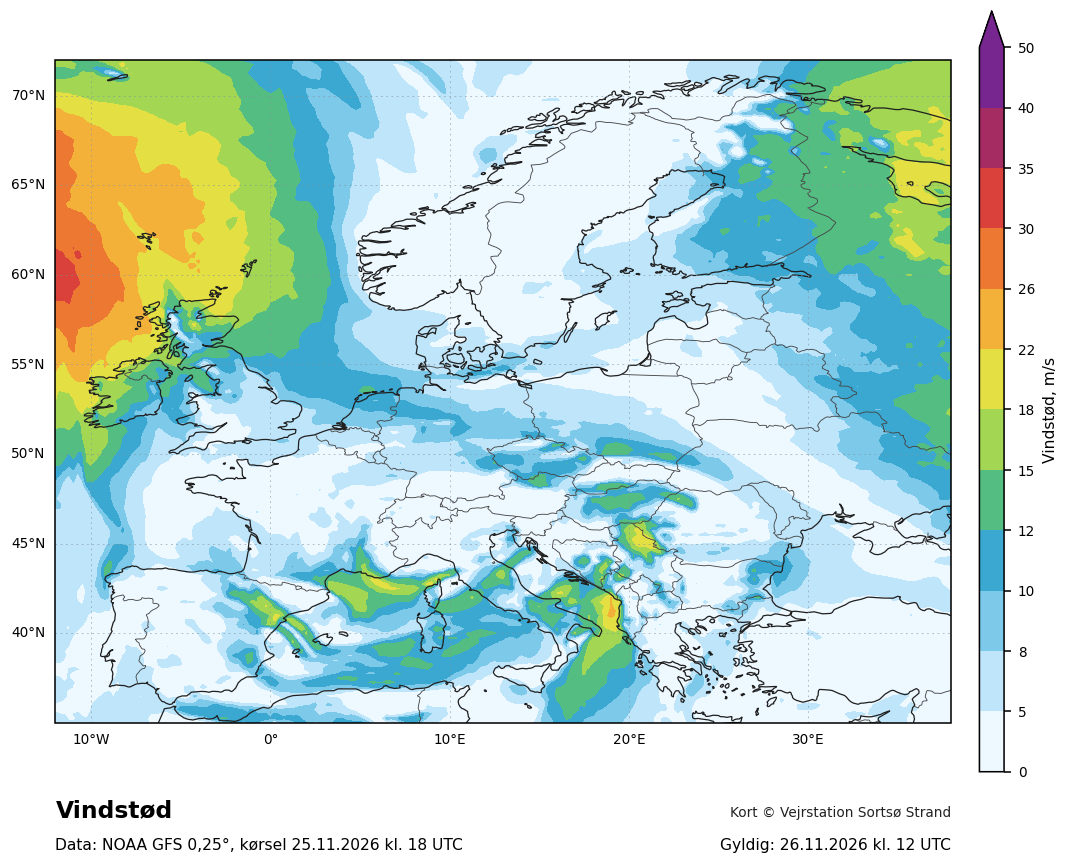 50
40
35
30
26
22
18
15
12
10
8
5
0
Vindstød, m/s
70°N
65°N
60°N
55°N
50°N
45°N
40°N
10°W
0°
10°E
20°E
30°E
Vindstød
Kort © Vejrstation Sortsø Strand
Data: NOAA GFS 0,25°, kørsel 25.11.2026 kl. 18 UTC
Gyldig: 26.11.2026 kl. 12 UTC